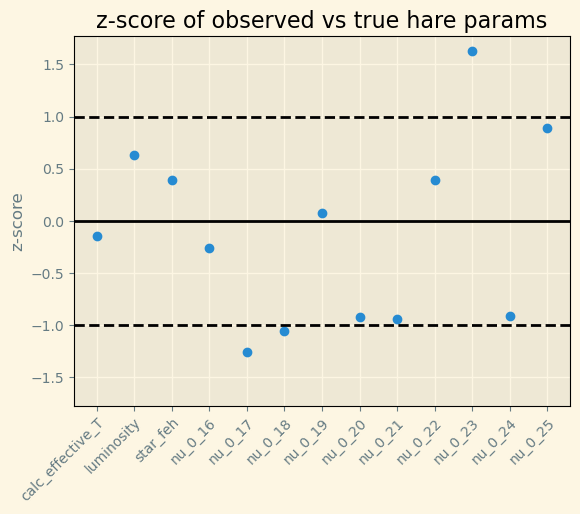 z-score of observed vs true hare params
z-score
1.5
1.0
0.5
0.0
−0.5
−1.0
−1.5
calc_effective_T
luminosity
star_feh
nu_0_16
nu_0_17
nu_0_18
nu_0_19
nu_0_20
nu_0_21
nu_0_22
nu_0_23
nu_0_24
nu_0_25